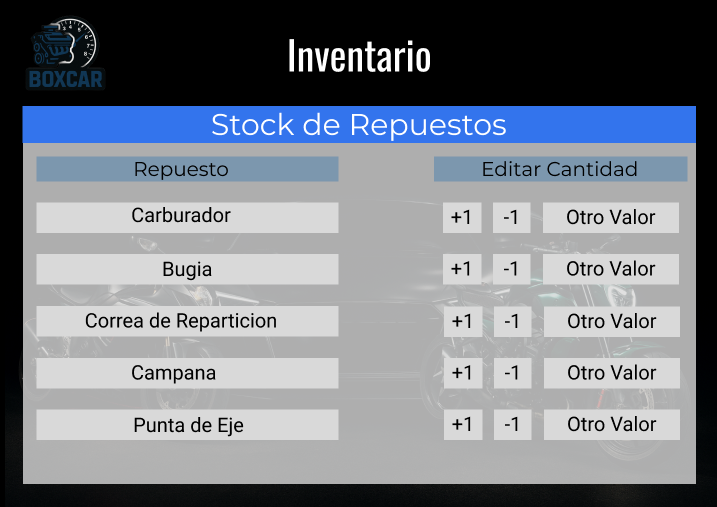 BOXCAR
Inventario
Stock de Repuestos
Repuesto Editar Cantidad
Carburador +1 -1 Otro Valor
Bugia +1 -1 Otro Valor
Correa de Reparticion +1 -1 Otro Valor
Campana +1 -1 Otro Valor
Punta de Eje +1 -1 Otro Valor